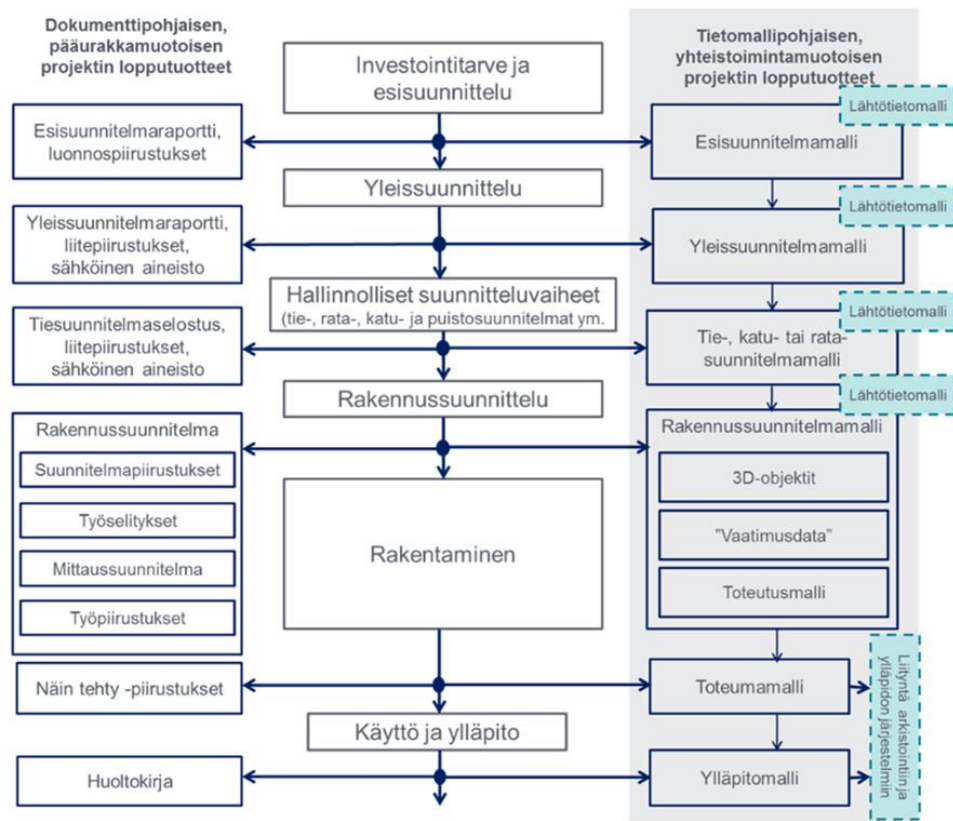 Dokumenttipohjaisen,
pääurakkamuotoisen
projektin lopputuotteet
Tietomallipohjaisen,
yhteistoimintamuotoisen
projektin lopputuotteet
Investointitarve ja
esisuunnittelu
Lähtötietomalli
Esisuunnitelmaraportti,
luonnospiirustukset
Esisuunnitelmamalli
Yleissuunnittelu
Lähtötietomalli
Yleissuunnitelmaraportti,
liitepiirustukset,
sähköinen aineisto
Yleissuunnitelmamalli
Hallinnolliset suunnitteluvaiheet
(tie-, rata-, katu- ja puistosuunnitelmat ym.
Lähtötietomalli
Tiesuunnitelmaselostus,
liitepiirustukset,
sähköinen aineisto
Tie-, katu- tai rata-
suunnitelmamalli
Rakennussuunnittelu
Lähtötietomalli
Rakennussuunnitelma
Suunnitelmapiirustukset
Työselitykset
Mittaussuunnitelma
Työpiirustukset
Rakennussuunnitelmamalli
3D-objektit
"Vaatimusdata"
Toteutusmalli
Rakentaminen
Näin tehty -piirustukset
Toteumamalli
Liityntä arkistointiin ja
ylläpidon järjestelmiin
Käyttö ja ylläpito
Huoltokirja
Ylläpitomalli